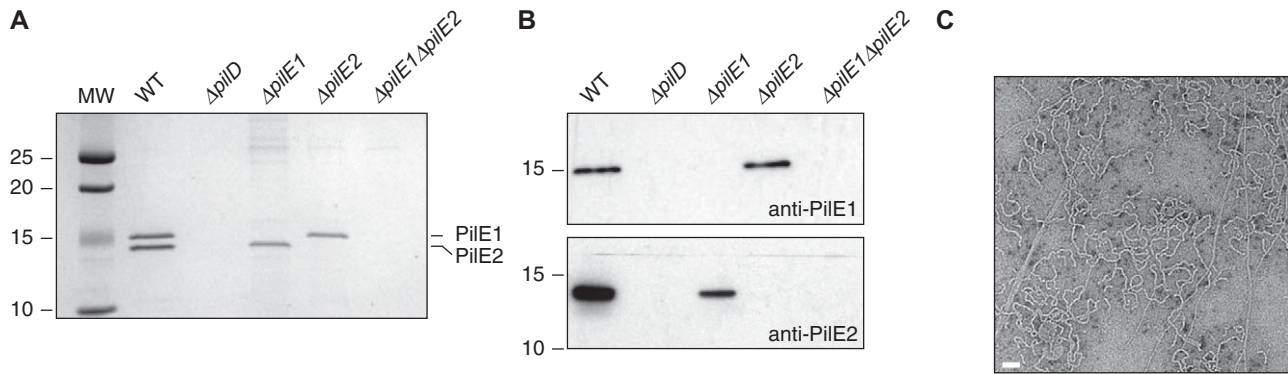 A
MW
WT
ΔpilD
ΔpilE1
ΔpilE2
ΔpilE1ΔpilE2
25
20
15
10
PilE1
PilE2
B
WT
ΔpilD
ΔpilE1
ΔpilE2
ΔpilE1ΔpilE2
15
anti-PilE1
15
10
anti-PilE2
C